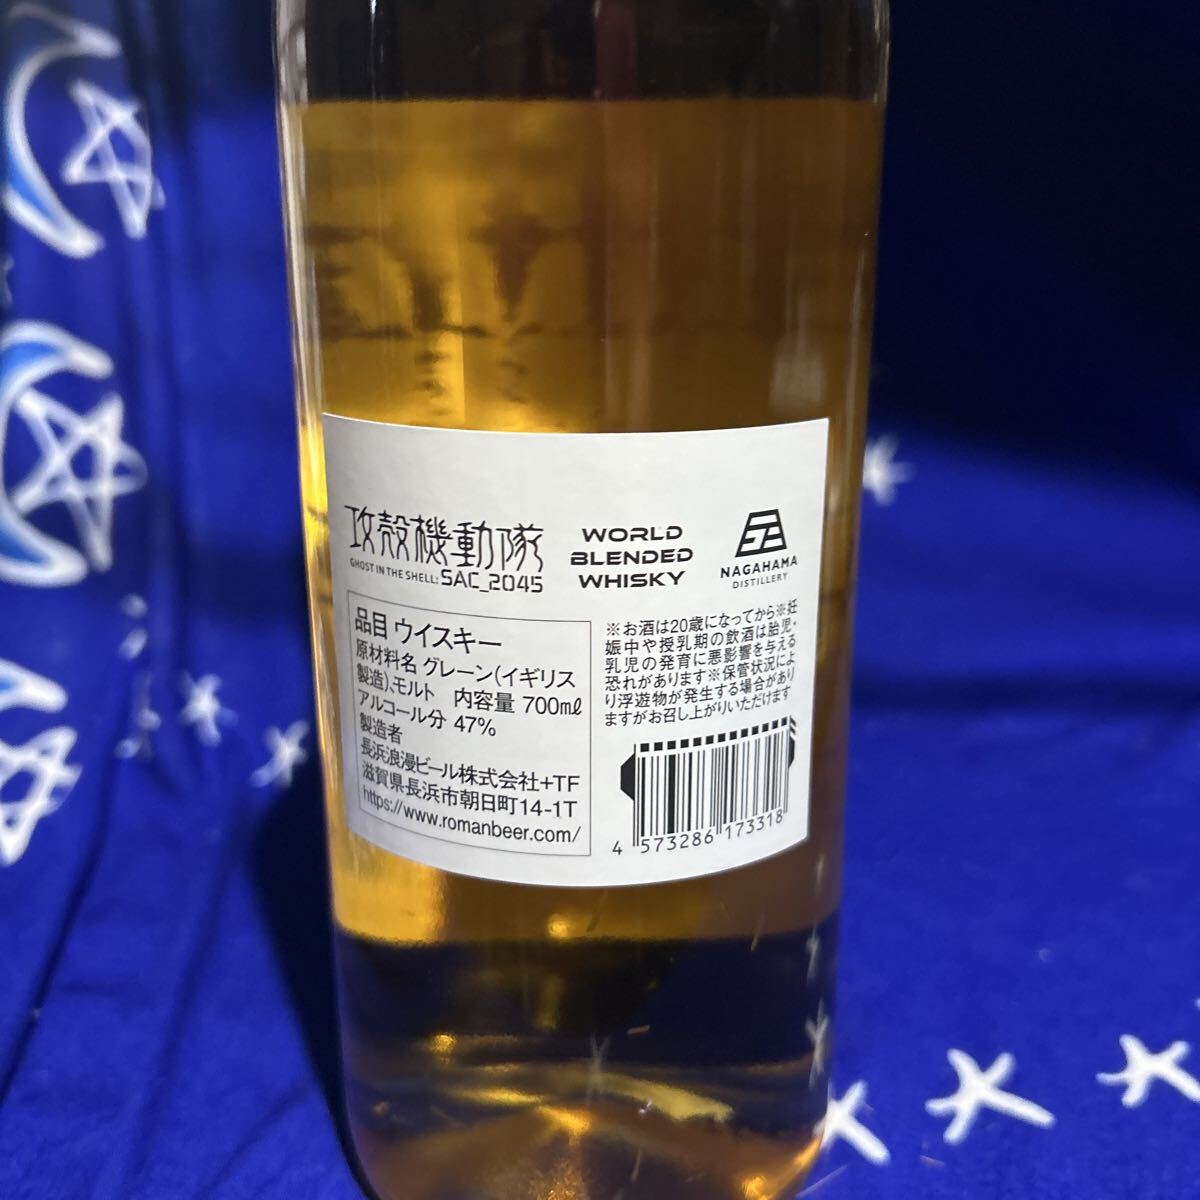 攻殻機動隊
GHOST IN THE SHELL: SAC_2045
WORLD
BLENDED
WHISKY
NAGAHAMA
DISTILLERY
品目 ウイスキー
原材料名 グレーン(イギリス
製造)、モルト 内容量 700ml
アルコール分 47%
製造者
長浜浪漫ビール株式会社+TF
滋賀県長浜市朝日町14-1T
https://www.romanbeer.com/
※お酒は20歳になってから※妊
娠中や授乳期の飲酒は胎児・
乳児の発育に悪影響を与える
恐れがあります※保管状況によ
り浮遊物が発生する場合があり
ますがお召し上がりいただけます
4 573286 173318